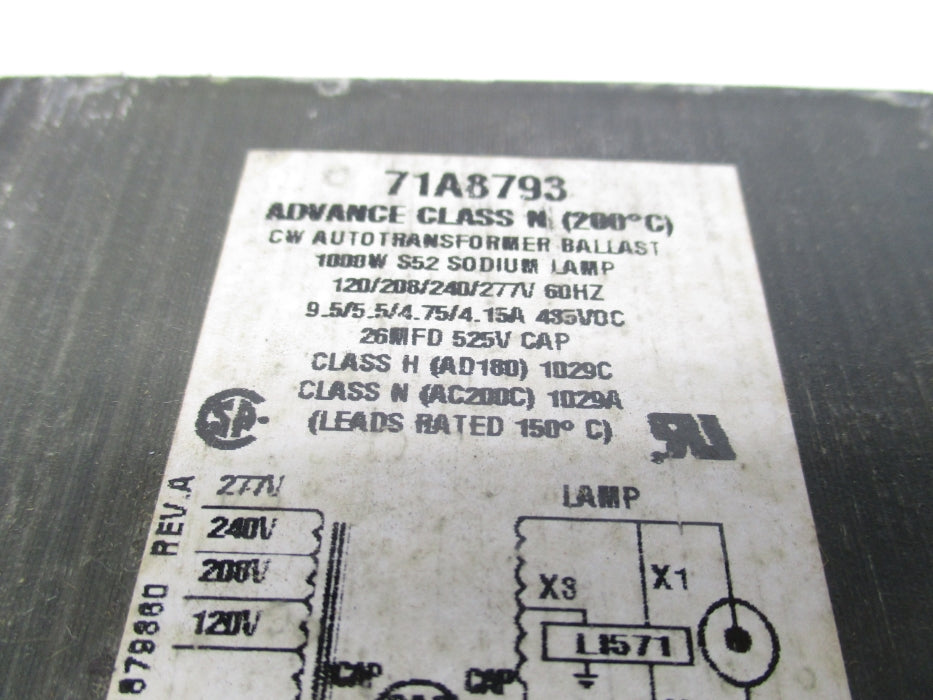 71A8793
ADVANCE CLASS N (200°C)
CW AUTOTRANSFORMER BALLAST
1000W S52 SODIUM LAMP
120/208/240/277V 60HZ
9.5/5.5/4.75/4.15A 435VOC
26MFD 525V CAP
CLASS H (AD180) 1029C
CLASS N (AC200C) 1029A
(LEADS RATED 150° C)
277V
240V
208V
120V
REV.A
LAMP
X3
X1
LI571
CAP
CAP